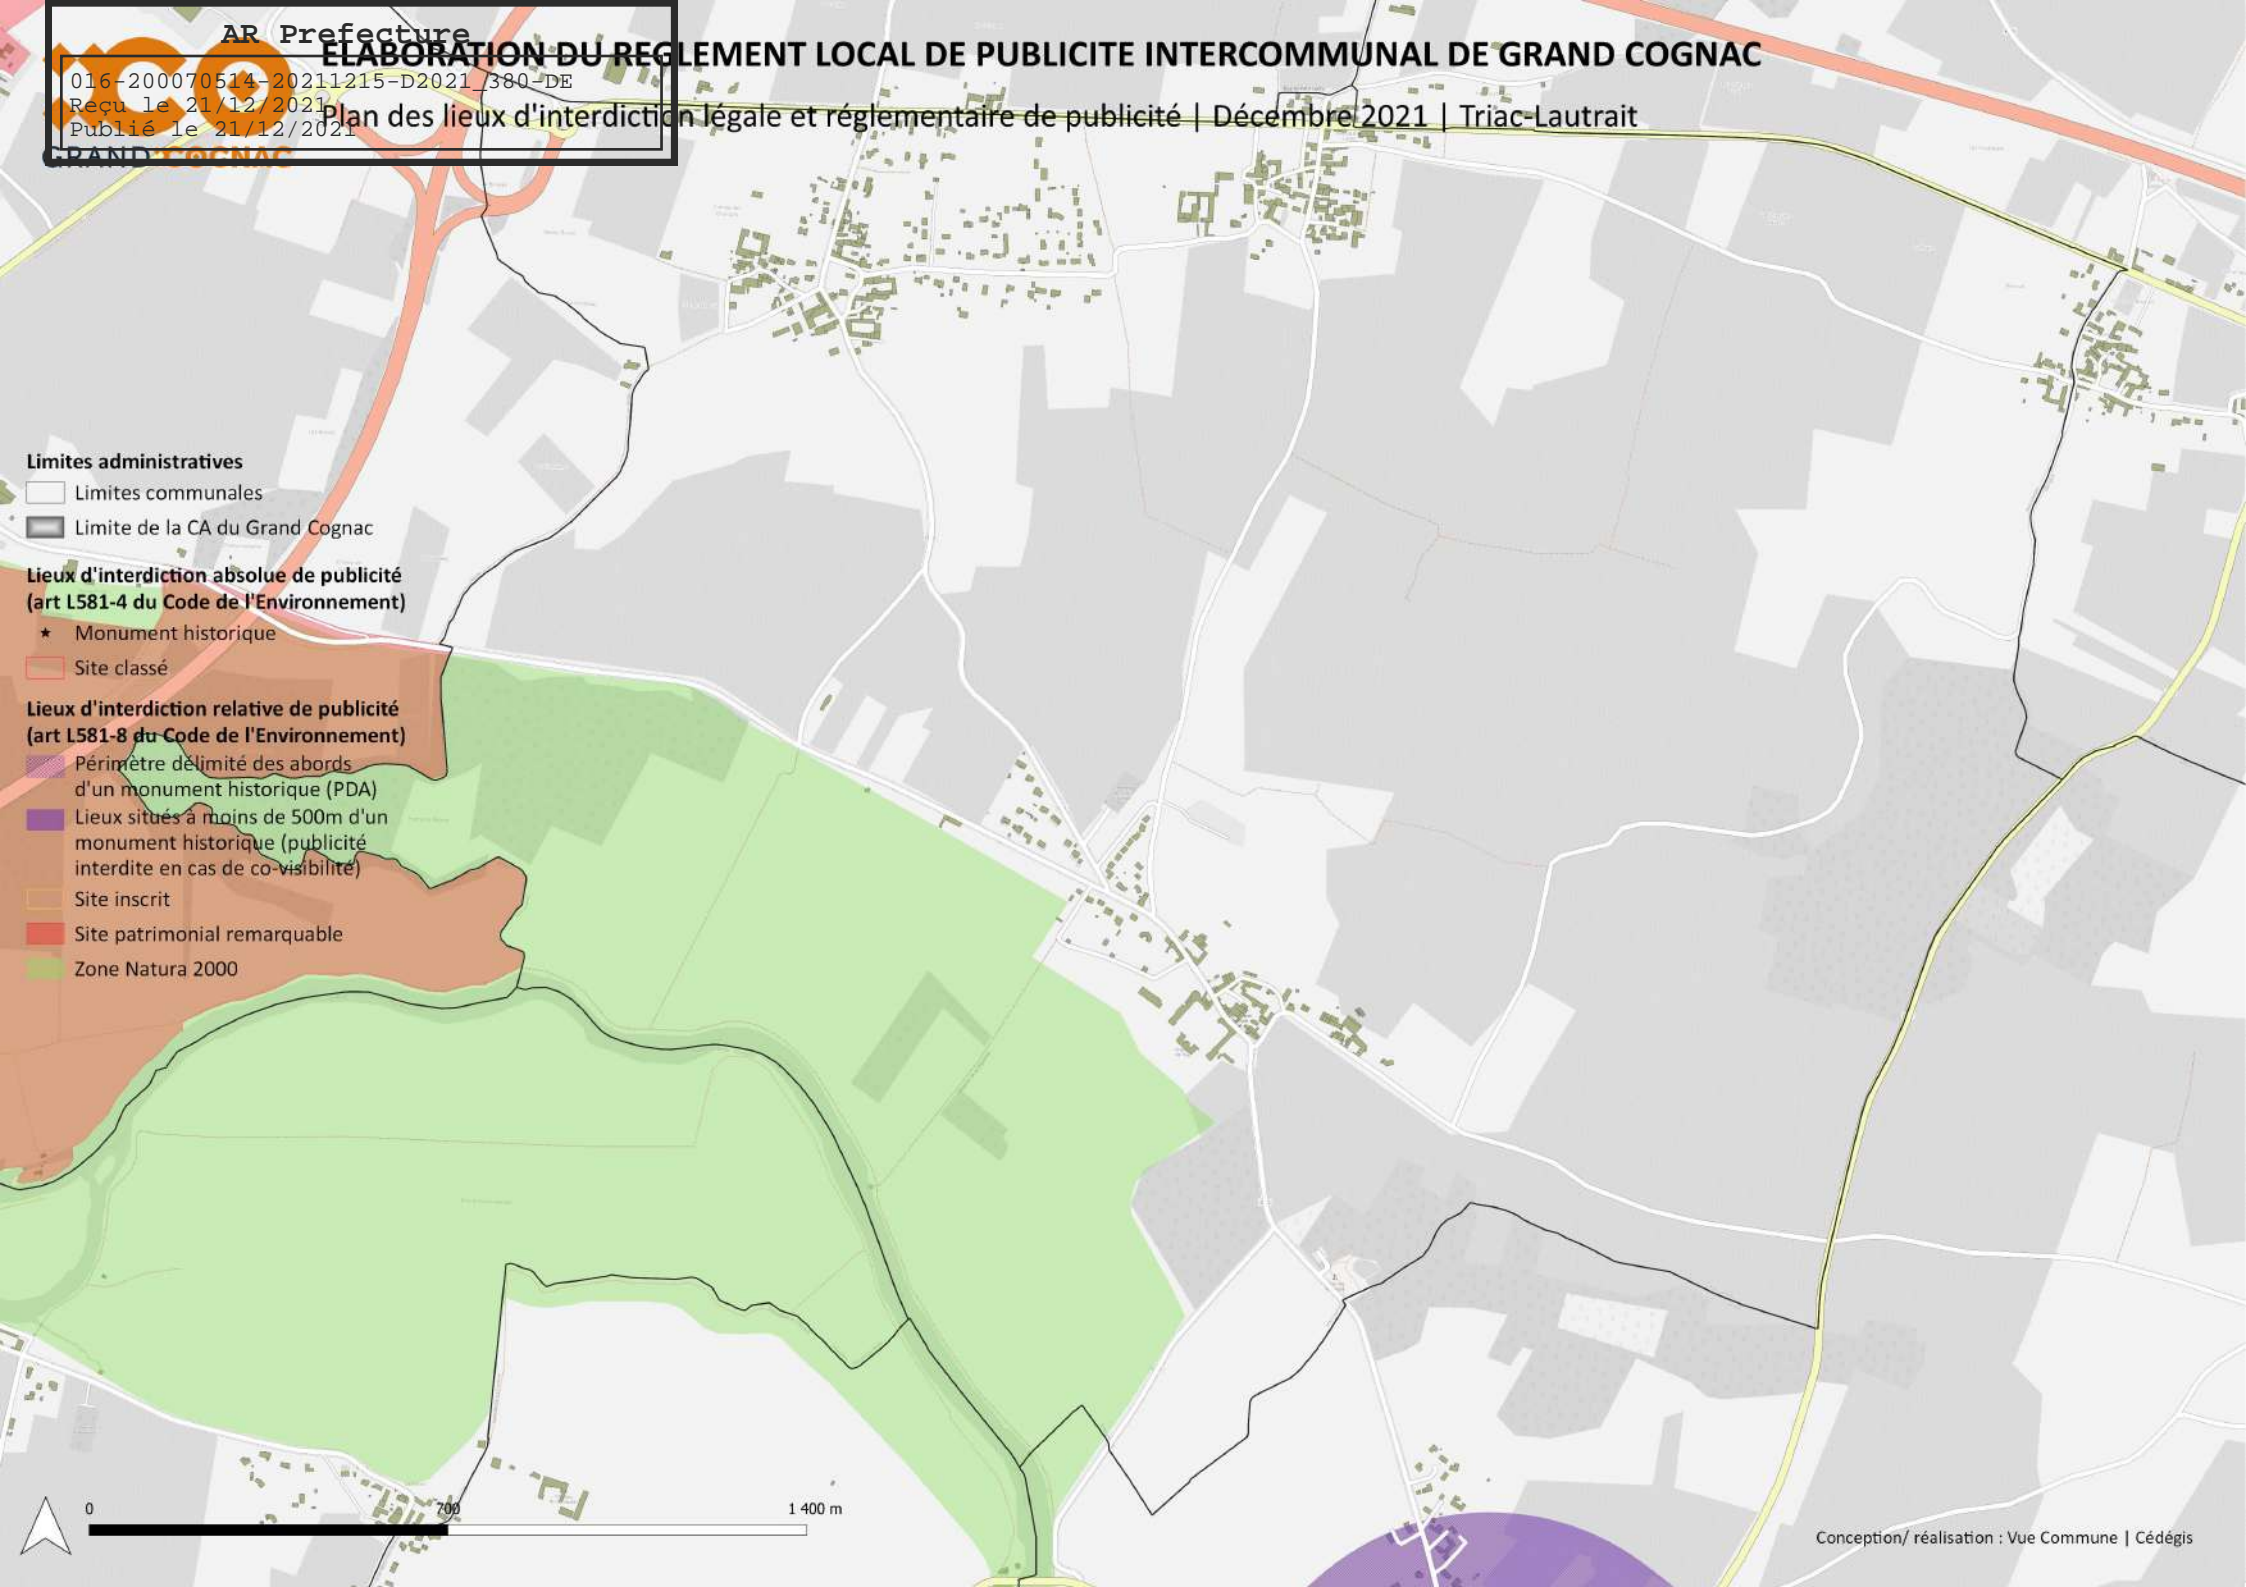 AR Prefecture
016-200070514-20211215-D2021_380-DE
Reçu le 21/12/2021
Publié le 21/12/2021
GRAND COGNAC
ELABORATION DU REGLEMENT LOCAL DE PUBLICITE INTERCOMMUNAL DE GRAND COGNAC
Plan des lieux d'interdiction légale et réglementaire de publicité | Décembre 2021 | Triac-Lautrait
Limites administratives
Limites communales
Limite de la CA du Grand Cognac
Lieux d'interdiction absolue de publicité
(art L581-4 du Code de l'Environnement)
Monument historique
Site classé
Lieux d'interdiction relative de publicité
(art L581-8 du Code de l'Environnement)
Périmètre délimité des abords
d'un monument historique (PDA)
Lieux situés à moins de 500m d'un
monument historique (publicité
interdite en cas de co-visibilité)
Site inscrit
Site patrimonial remarquable
Zone Natura 2000
0 700 1 400 m
Conception/ réalisation : Vue Commune | Cédégis